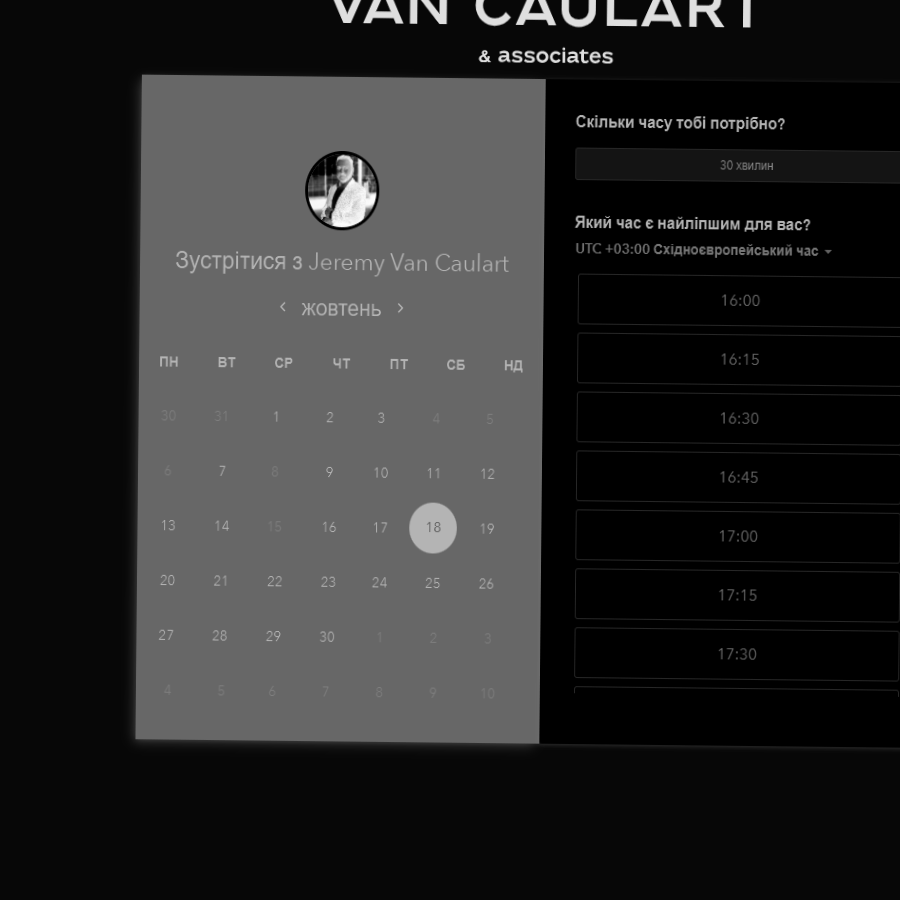 VAN CAULART
& associates
Зустрітися з Jeremy Van Caulart
жовтень
ПН ВТ СР ЧТ ПТ СБ НД
30 31 1 2 3 4 5
6 7 8 9 10 11 12
13 14 15 16 17 18 19
20 21 22 23 24 25 26
27 28 29 30 1 2 3
4 5 6 7 8 9 10
Скільки часу тобі потрібно?
30 хвилин
Який час є найліпшим для вас?
UTC +03:00 Східноєвропейський час
16:00
16:15
16:30
16:45
17:00
17:15
17:30